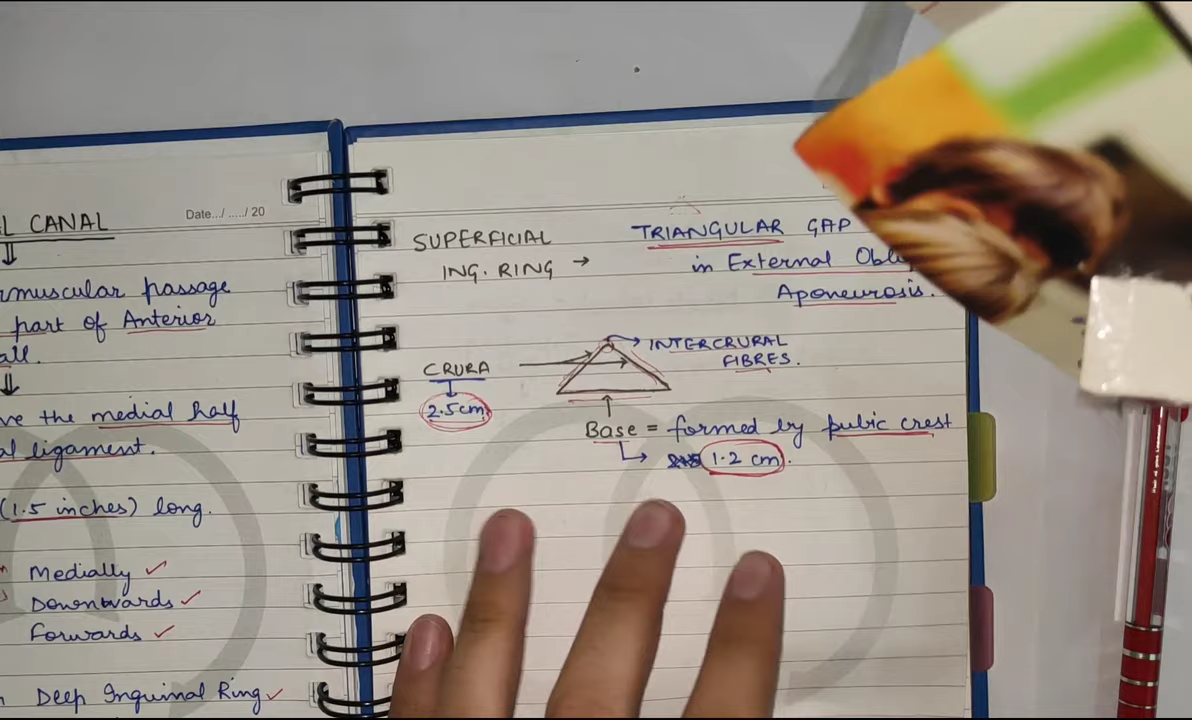 L CANAL
Date.../ ...../ 20
rmuscular passage
part of Anterior
all.
ve the medial half
al ligament.
(1.5 inches) long.
Medially ✓
Downwards ✓
Forwards ✓
Deep Inguinal Ring ✓
SUPERFICIAL
ING. RING →
TRIANGULAR GAP
in External Obl
Aponeurosis.
INTERCRURAL
FIBRES.
CRURA
2.5cm
Base = formed by pubic crest
1.2 cm.